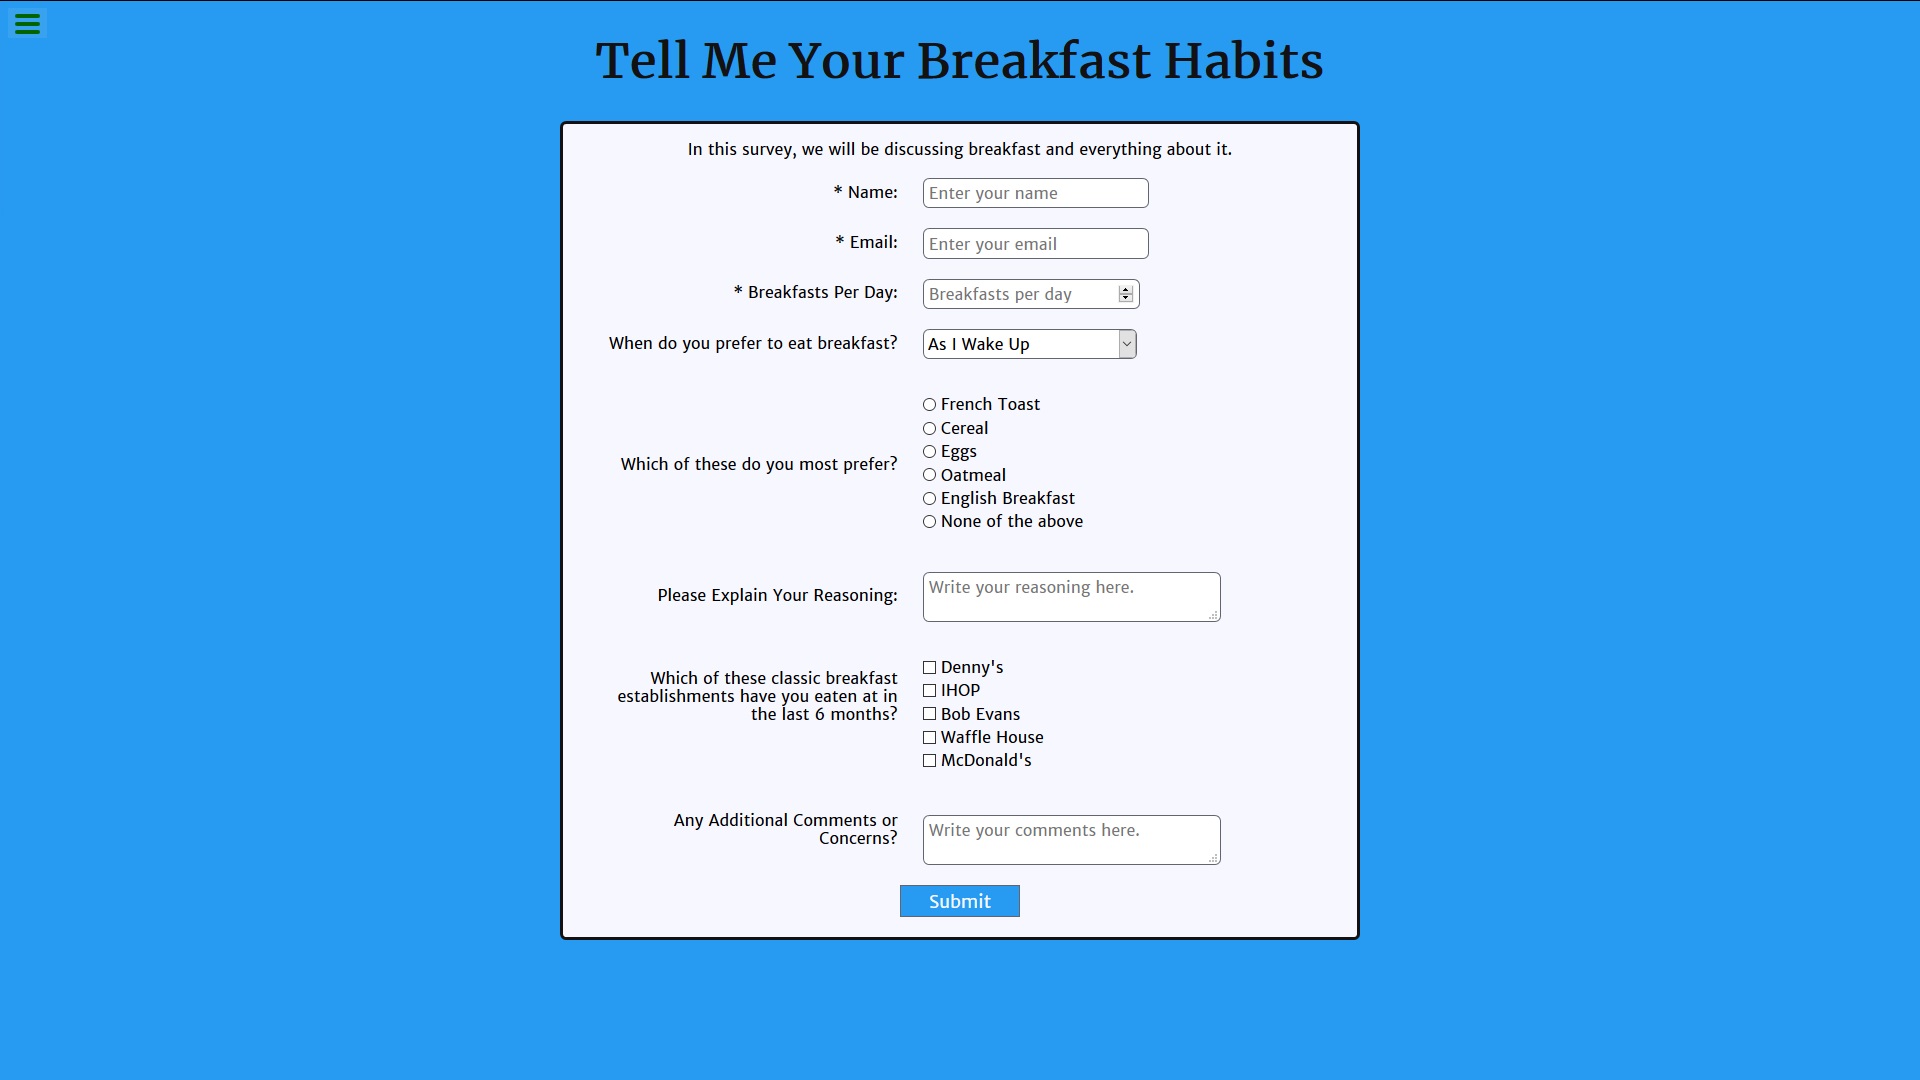 Tell Me Your Breakfast Habits
In this survey, we will be discussing breakfast and everything about it.
* Name:
Enter your name
* Email:
Enter your email
* Breakfasts Per Day:
Breakfasts per day
When do you prefer to eat breakfast?
As I Wake Up
Which of these do you most prefer?
French Toast
Cereal
Eggs
Oatmeal
English Breakfast
None of the above
Please Explain Your Reasoning:
Write your reasoning here.
Which of these classic breakfast
establishments have you eaten at in
the last 6 months?
Denny's
IHOP
Bob Evans
Waffle House
McDonald's
Any Additional Comments or
Concerns?
Write your comments here.
Submit